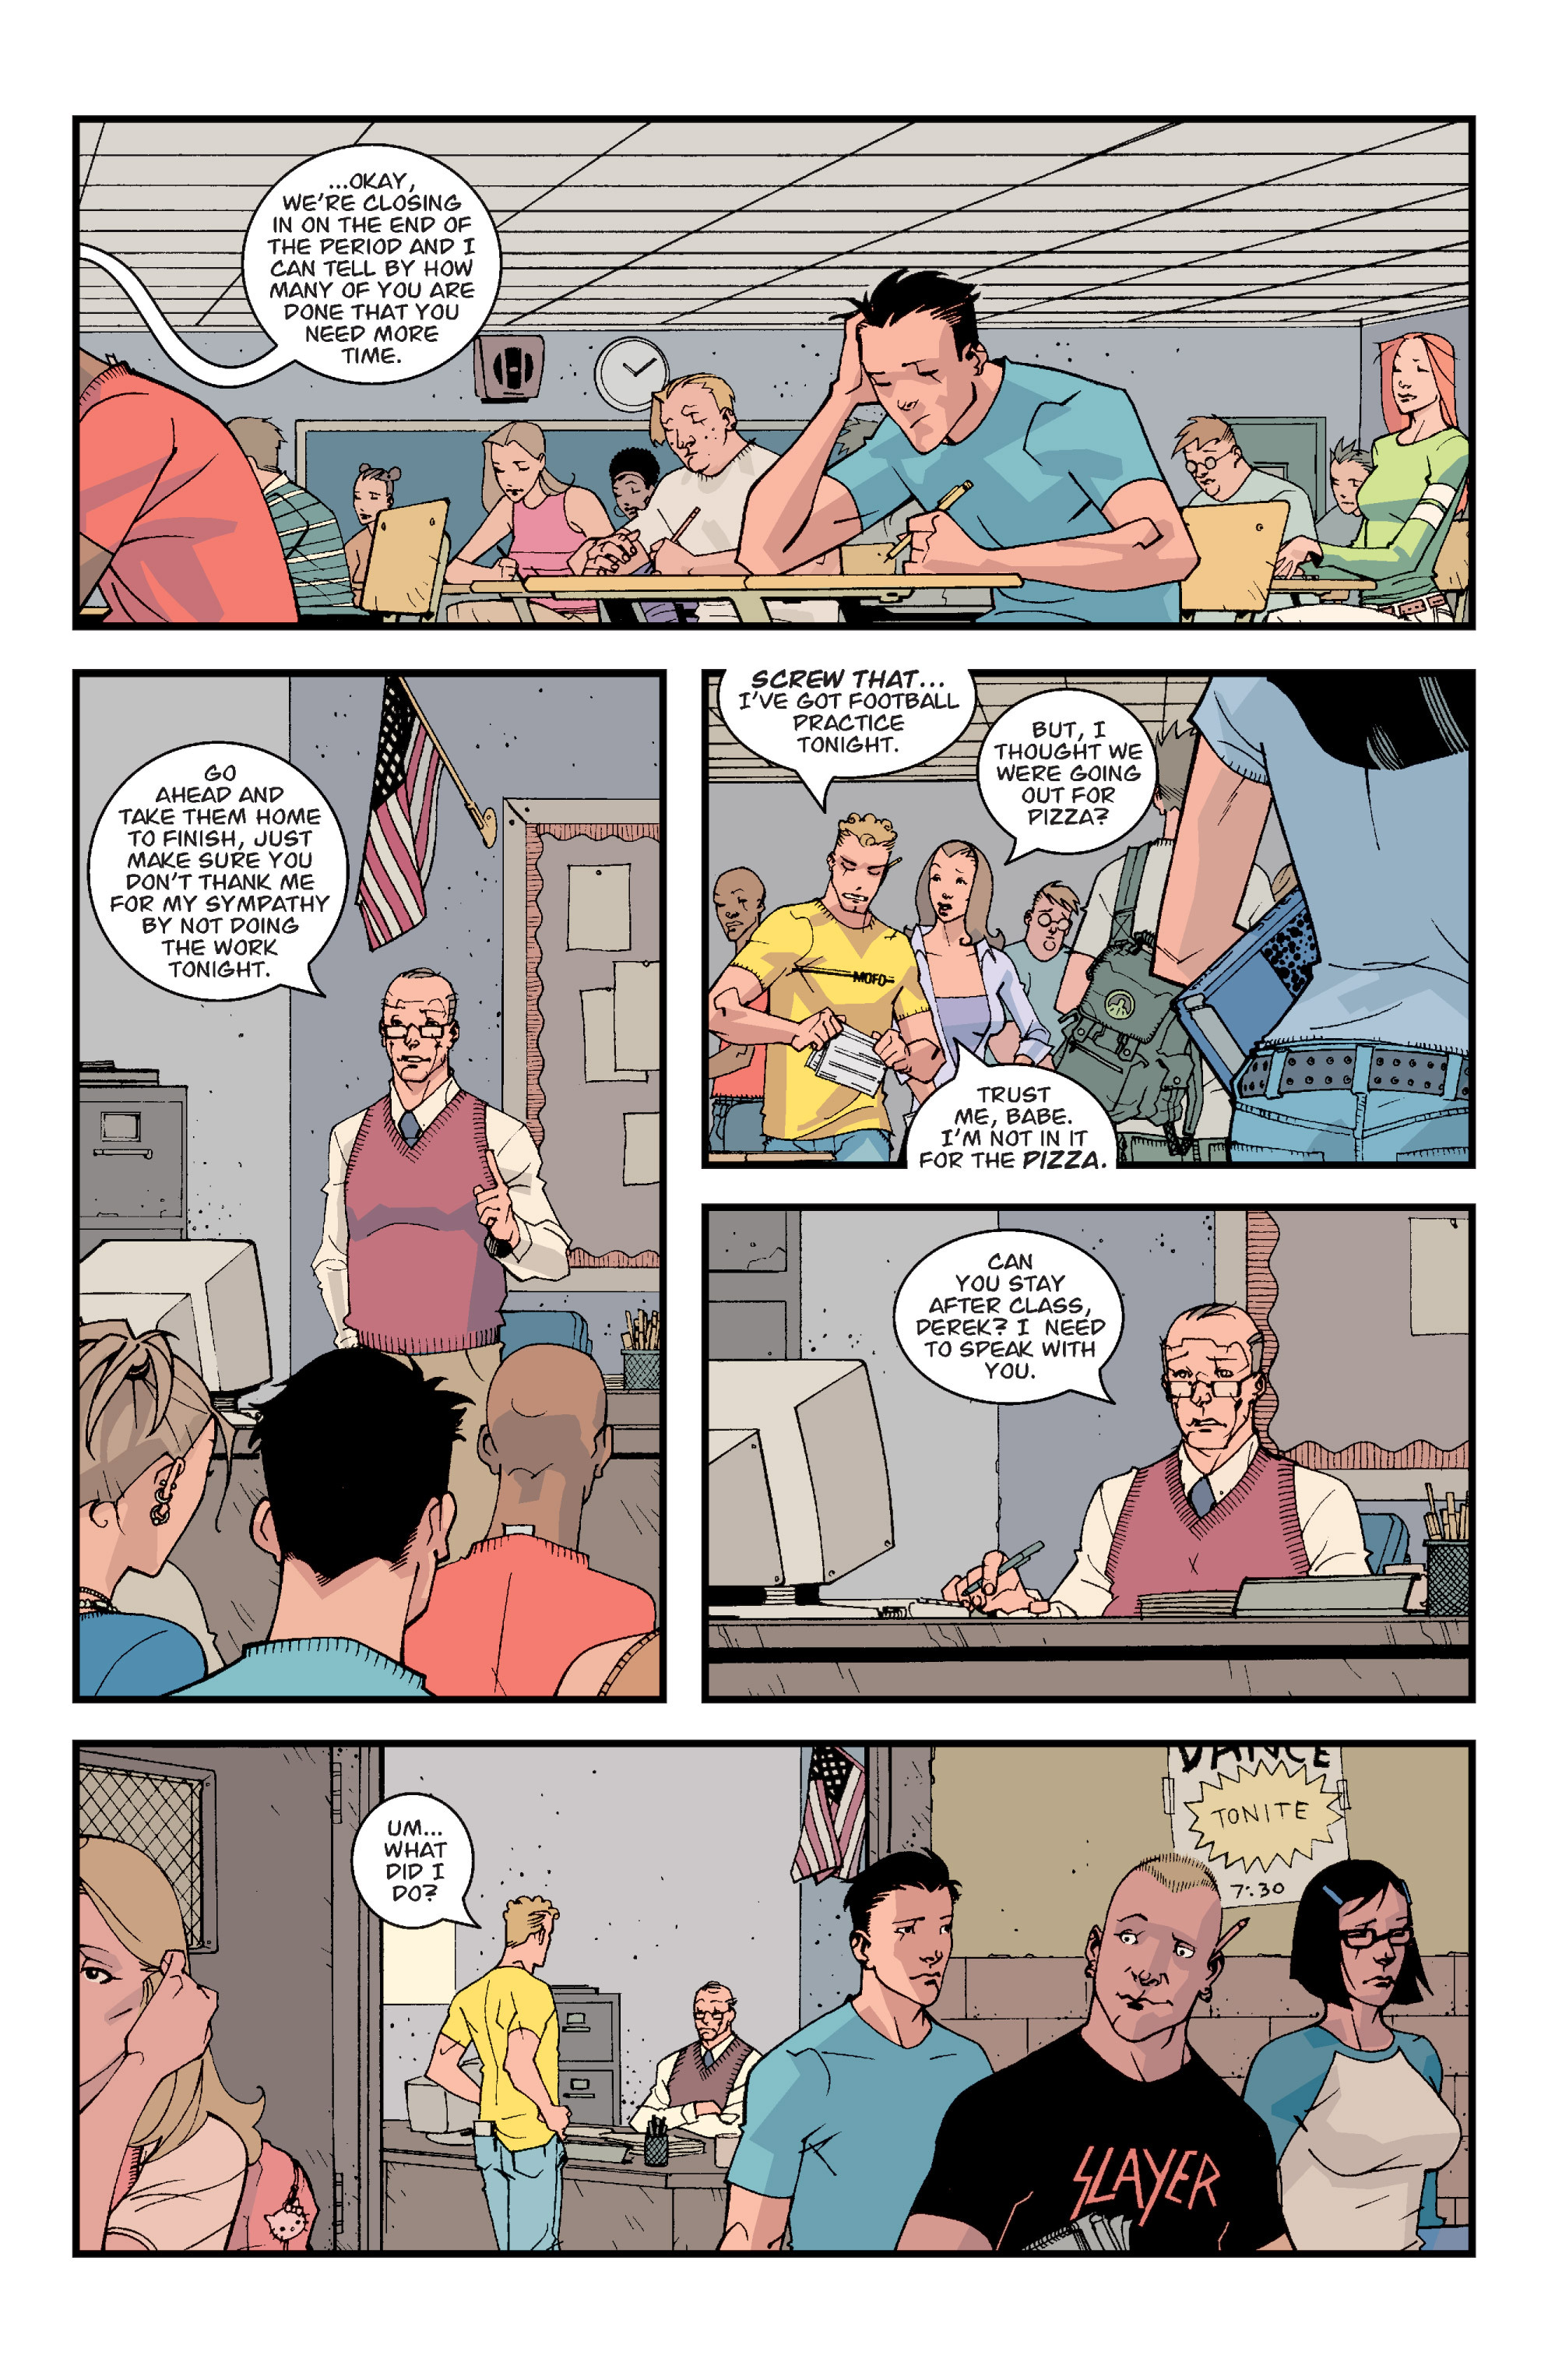 ...OKAY,
WE'RE CLOSING
IN ON THE END OF
THE PERIOD AND I
CAN TELL BY HOW
MANY OF YOU ARE
DONE THAT YOU
NEED MORE
TIME.
GO
AHEAD AND
TAKE THEM HOME
TO FINISH, JUST
MAKE SURE YOU
DON'T THANK ME
FOR MY SYMPATHY
BY NOT DOING
THE WORK
TONIGHT.
SCREW THAT...
I'VE GOT FOOTBALL
PRACTICE
TONIGHT.
BUT, I
THOUGHT WE
WERE GOING
OUT FOR
PIZZA?
MOFO
TRUST
ME, BABE.
I'M NOT IN IT
FOR THE PIZZA.
CAN
YOU STAY
AFTER CLASS,
DEREK? I NEED
TO SPEAK WITH
YOU.
UM...
WHAT
DID I
DO?
DANCE
TONITE
7:30
SLAYER